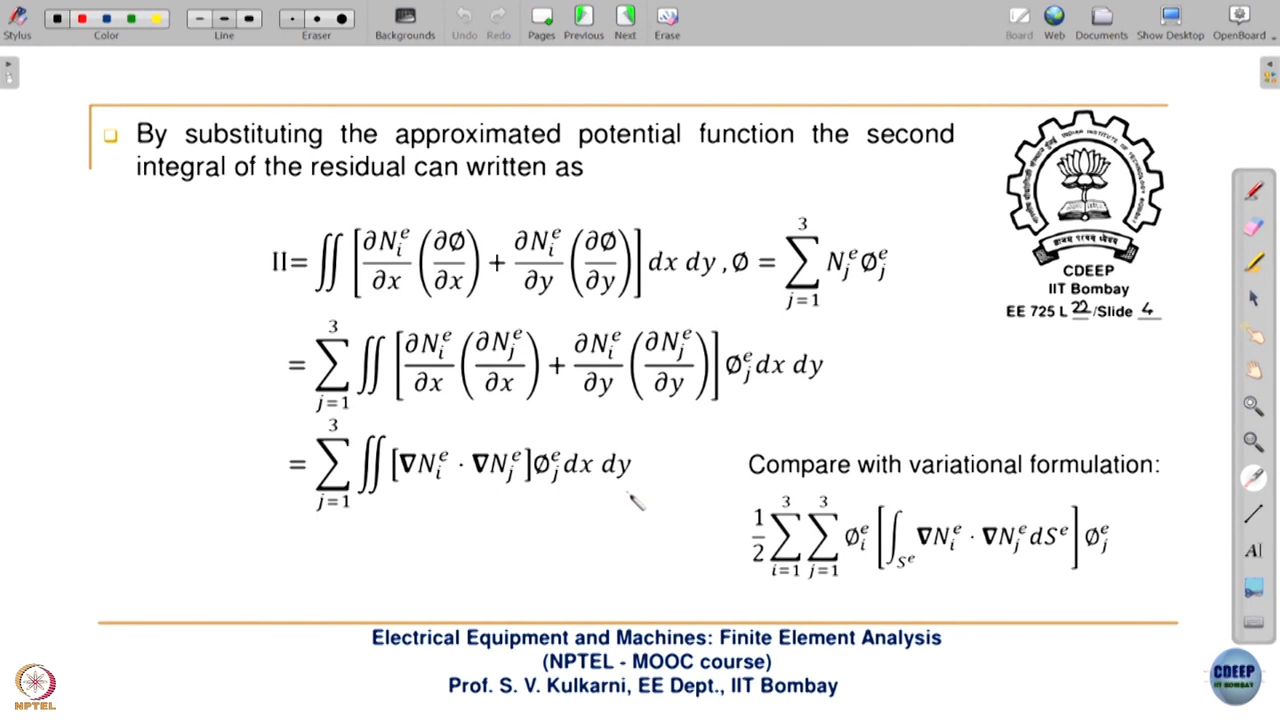 Stylus
Color
Line
Eraser
Backgrounds
Undo
Redo
Pages
Previous
Next
Erase
Board
Web
Documents
Show Desktop
OpenBoard
By substituting the approximated potential function the second
integral of the residual can written as
II= ∬ [∂N_i^e/∂x (∂Ø/∂x) + ∂N_i^e/∂y (∂Ø/∂y)] dx dy , Ø = ∑_{j=1}^{3} N_j^e Ø_j^e
= ∑_{j=1}^{3} ∬ [∂N_i^e/∂x (∂N_j^e/∂x) + ∂N_i^e/∂y (∂N_j^e/∂y)] Ø_j^e dx dy
= ∑_{j=1}^{3} ∬ [∇N_i^e · ∇N_j^e] Ø_j^e dx dy
Compare with variational formulation:
1/2 ∑_{i=1}^{3} ∑_{j=1}^{3} Ø_i^e [∫_{S^e} ∇N_i^e · ∇N_j^e dS^e] Ø_j^e
CDEEP
IIT Bombay
EE 725 L 22 /Slide 4
Electrical Equipment and Machines: Finite Element Analysis
(NPTEL - MOOC course)
Prof. S. V. Kulkarni, EE Dept., IIT Bombay
NPTEL
CDEEP
IIT BOMBAY
AI